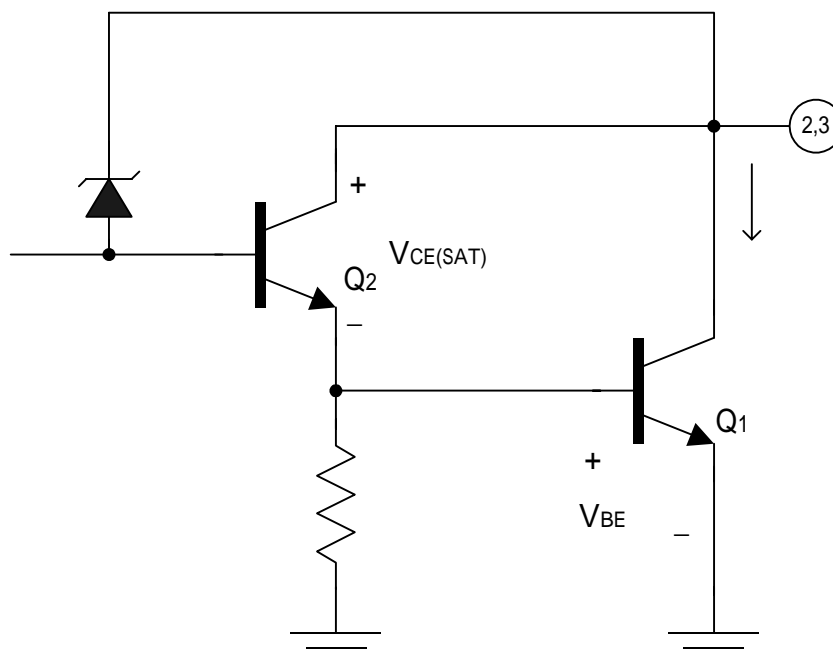 2,3
+
VCE(SAT)
Q2
–
Q1
+
VBE
–